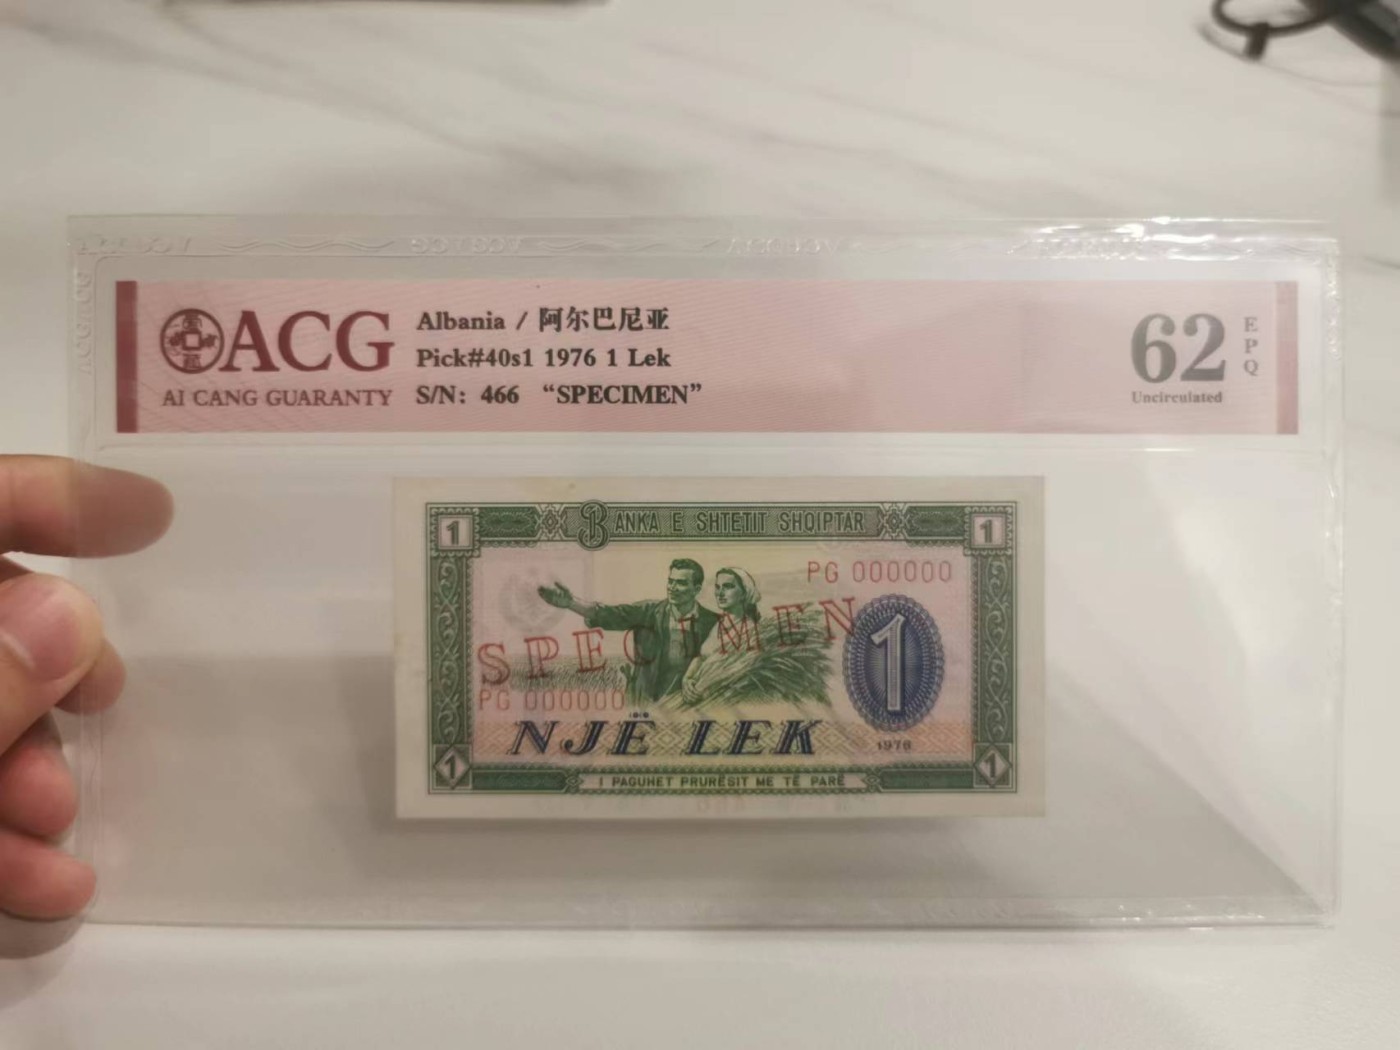 ACG
AI CANG GUARANTY
Albania / 阿尔巴尼亚
Pick#40s1 1976 1 Lek
S/N: 466 “SPECIMEN”
62
EPQ
Uncirculated
1 BANKA E SHTETIT SHQIPTAR 1
PG 000000
SPECIMEN
1
PG 000000
NJË LEK
1976
1 I PAGUHET PRURËSIT ME TË PARË 1